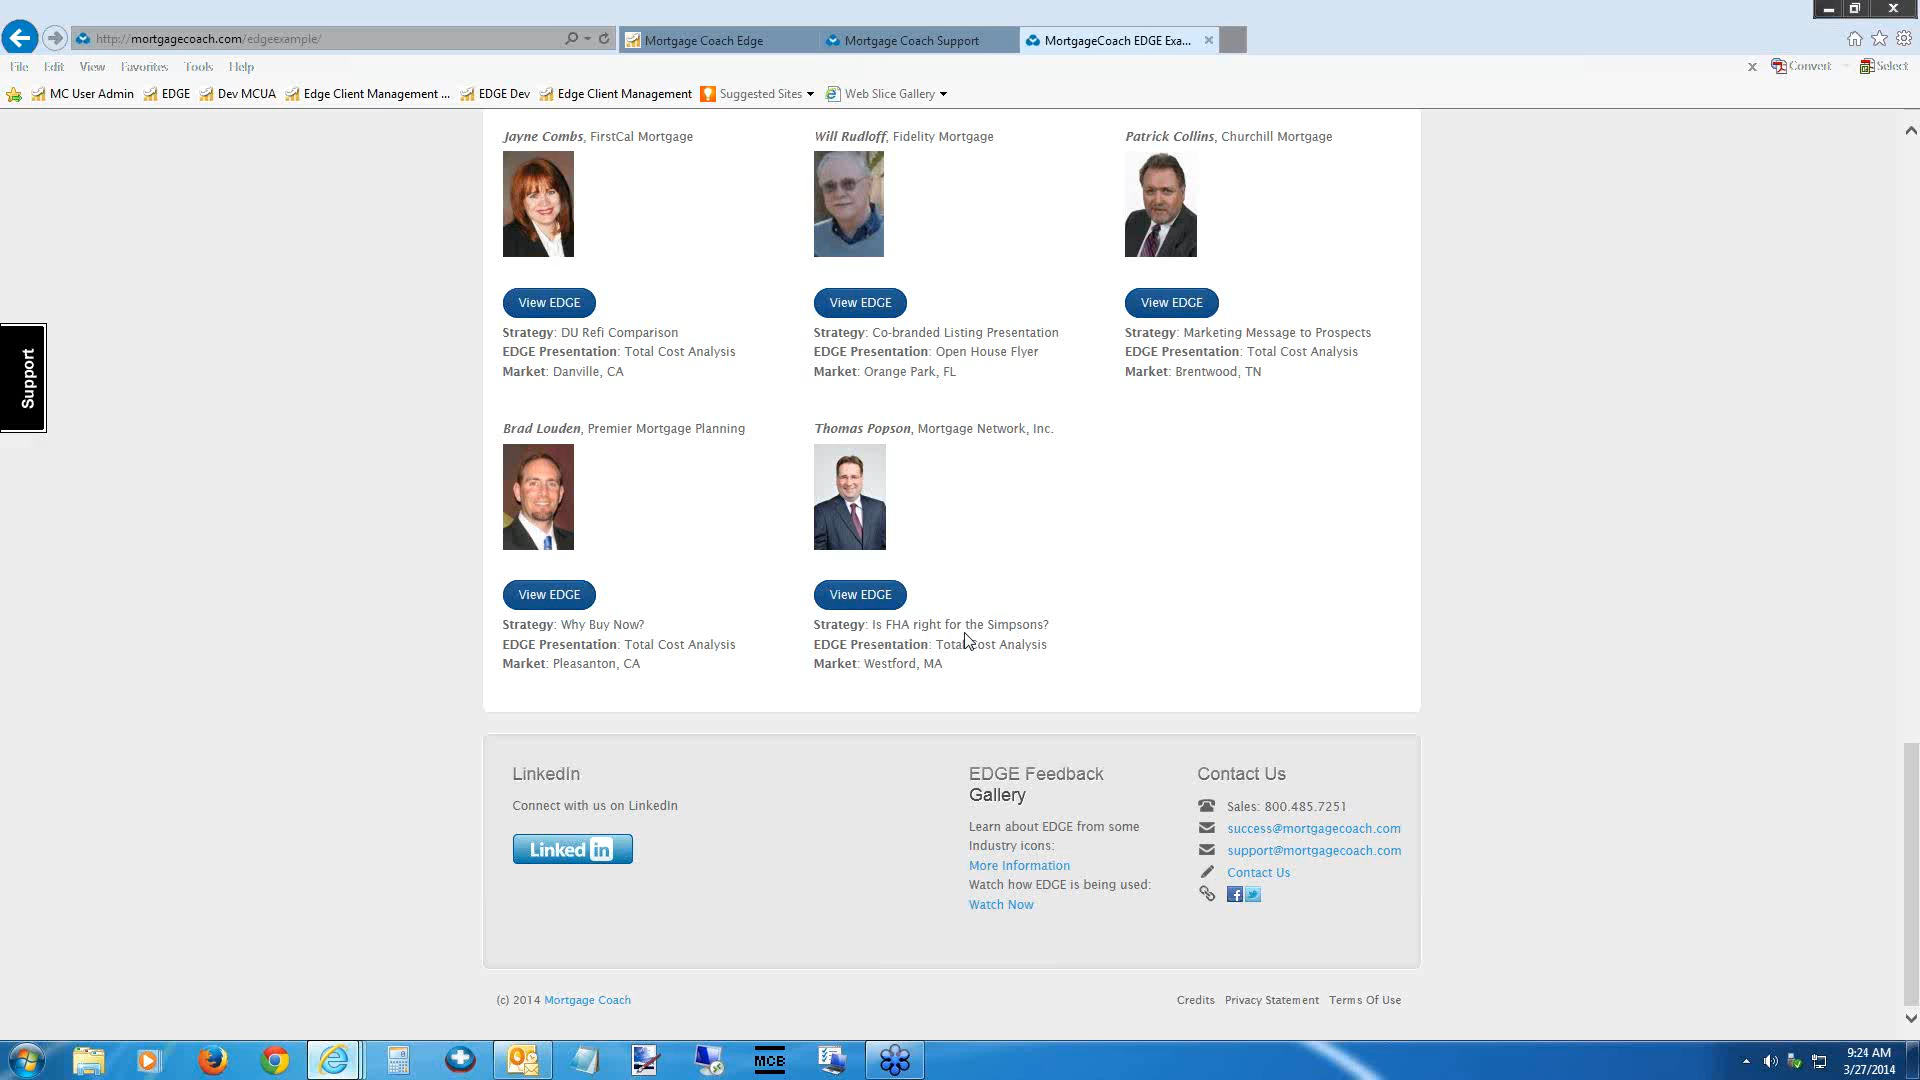 http://mortgagecoach.com/edgeexample/
Mortgage Coach Edge
Mortgage Coach Support
MortgageCoach EDGE Exa...
File Edit View Favorites Tools Help
Convert
Select
MC User Admin
EDGE
Dev MCUA
Edge Client Management ...
EDGE Dev
Edge Client Management
Suggested Sites
Web Slice Gallery
Support
Jayne Combs, FirstCal Mortgage
View EDGE
Strategy: DU Refi Comparison
EDGE Presentation: Total Cost Analysis
Market: Danville, CA
Will Rudloff, Fidelity Mortgage
View EDGE
Strategy: Co-branded Listing Presentation
EDGE Presentation: Open House Flyer
Market: Orange Park, FL
Patrick Collins, Churchill Mortgage
View EDGE
Strategy: Marketing Message to Prospects
EDGE Presentation: Total Cost Analysis
Market: Brentwood, TN
Brad Louden, Premier Mortgage Planning
View EDGE
Strategy: Why Buy Now?
EDGE Presentation: Total Cost Analysis
Market: Pleasanton, CA
Thomas Popson, Mortgage Network, Inc.
View EDGE
Strategy: Is FHA right for the Simpsons?
EDGE Presentation: Total Cost Analysis
Market: Westford, MA
LinkedIn
Connect with us on LinkedIn
Linked in
EDGE Feedback
Gallery
Learn about EDGE from some
Industry icons:
More Information
Watch how EDGE is being used:
Watch Now
Contact Us
Sales: 800.485.7251
success@mortgagecoach.com
support@mortgagecoach.com
Contact Us
(c) 2014 Mortgage Coach
Credits Privacy Statement Terms Of Use
MCB
9:24 AM
3/27/2014